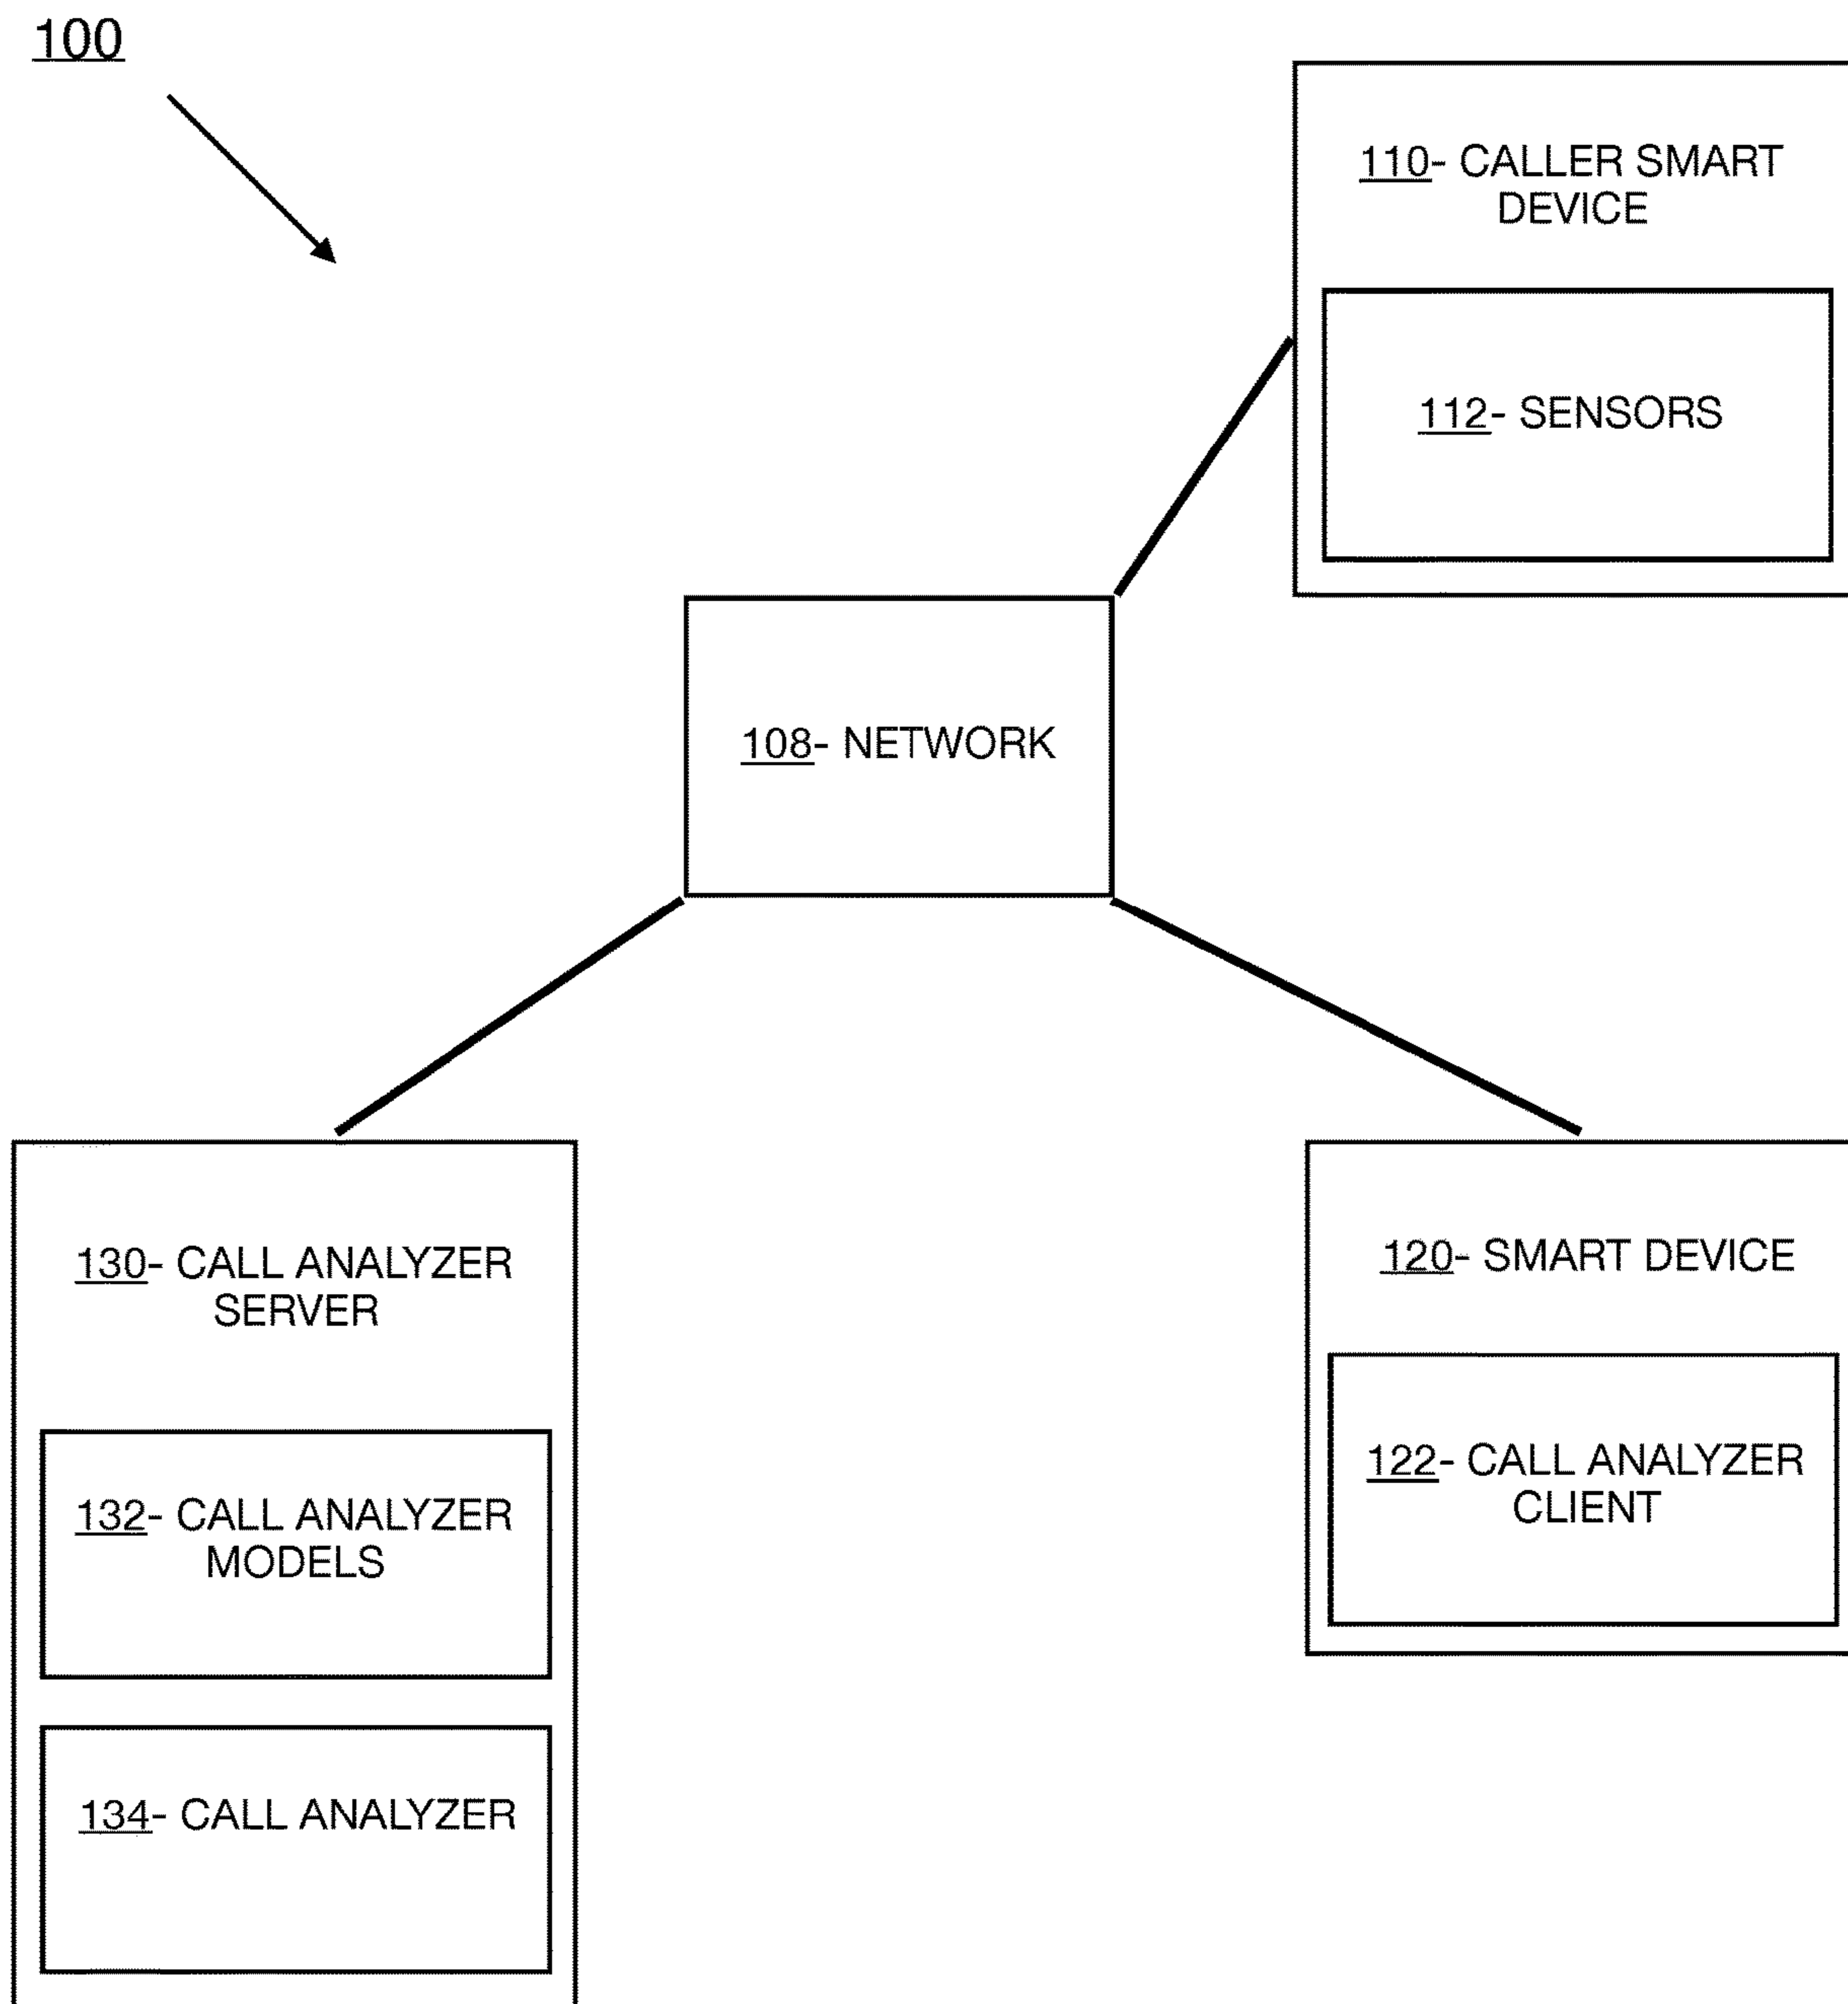 100
110- CALLER SMART
DEVICE
112- SENSORS
108- NETWORK
130- CALL ANALYZER
SERVER
132- CALL ANALYZER
MODELS
134- CALL ANALYZER
120- SMART DEVICE
122- CALL ANALYZER
CLIENT